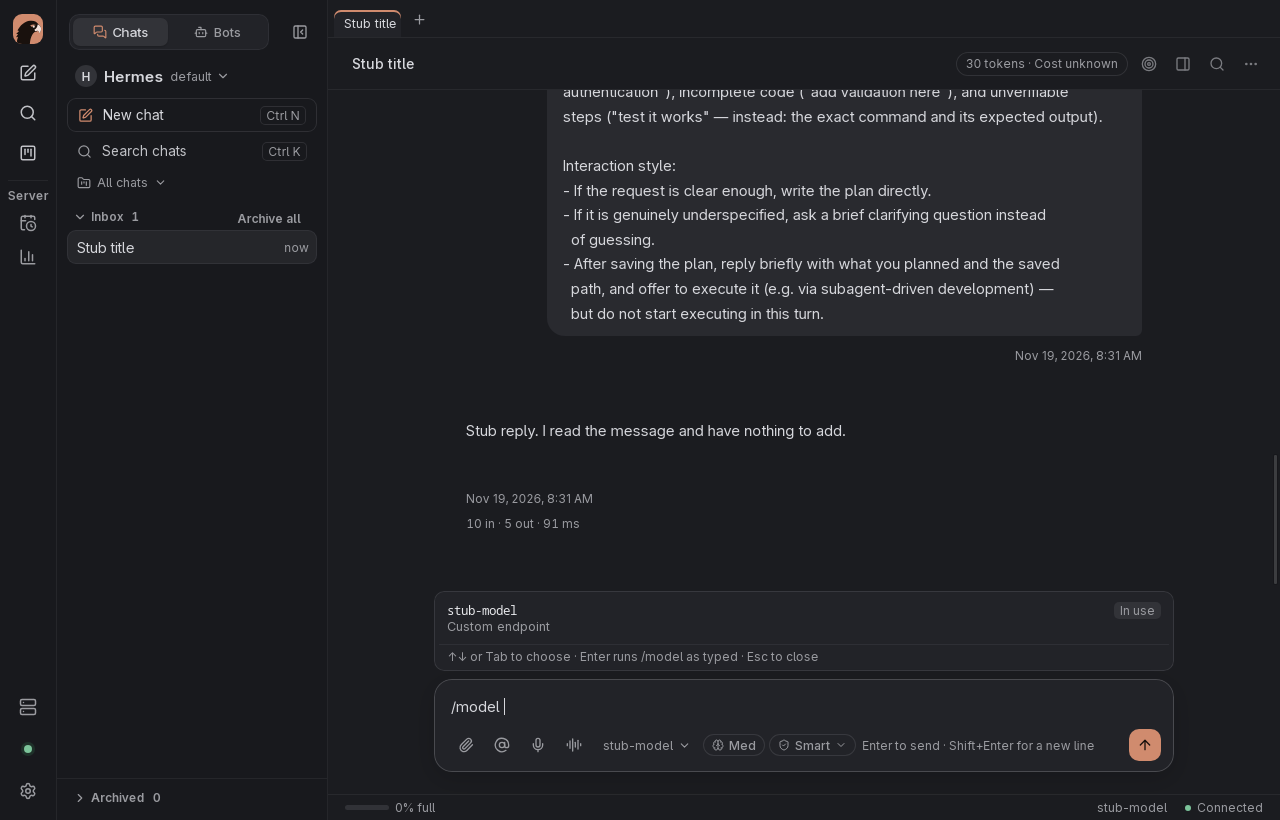 Chats
Bots
H Hermes default
New chat Ctrl N
Search chats Ctrl K
All chats
Server
Inbox 1 Archive all
Stub title now
Archived 0
Stub title
Stub title
30 tokens · Cost unknown
authentication"), incomplete code ("add validation here"), and unverifiable
steps ("test it works" — instead: the exact command and its expected output).
Interaction style:
- If the request is clear enough, write the plan directly.
- If it is genuinely underspecified, ask a brief clarifying question instead
of guessing.
- After saving the plan, reply briefly with what you planned and the saved
path, and offer to execute it (e.g. via subagent-driven development) —
but do not start executing in this turn.
Nov 19, 2026, 8:31 AM
Stub reply. I read the message and have nothing to add.
Nov 19, 2026, 8:31 AM
10 in · 5 out · 91 ms
stub-model In use
Custom endpoint
↑↓ or Tab to choose · Enter runs /model as typed · Esc to close
/model
stub-model Med Smart Enter to send · Shift+Enter for a new line
0% full
stub-model Connected